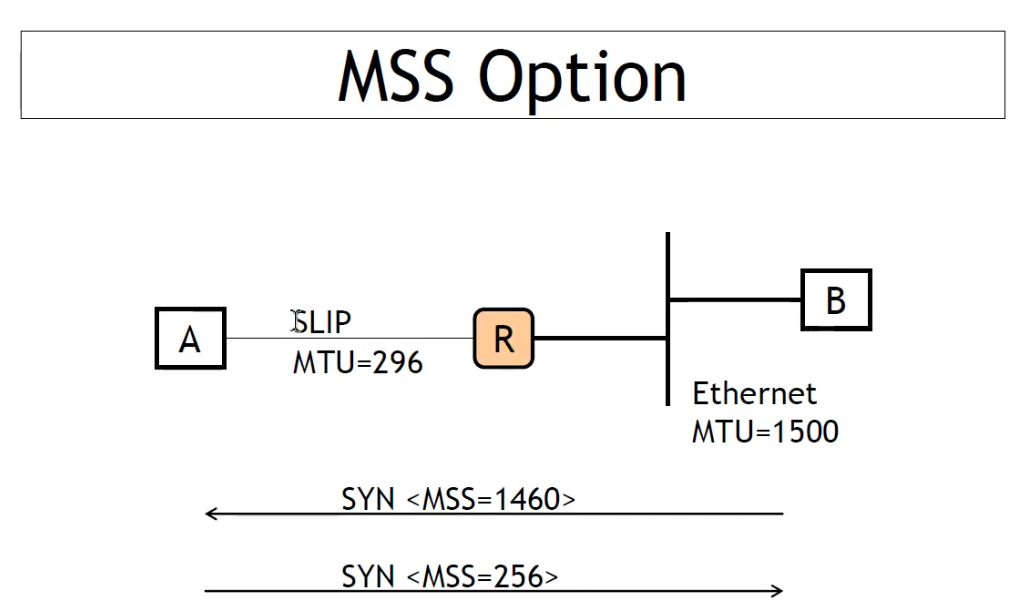 MSS Option
A
SLIP
MTU=296
R
B
Ethernet
MTU=1500
SYN <MSS=1460>
SYN <MSS=256>